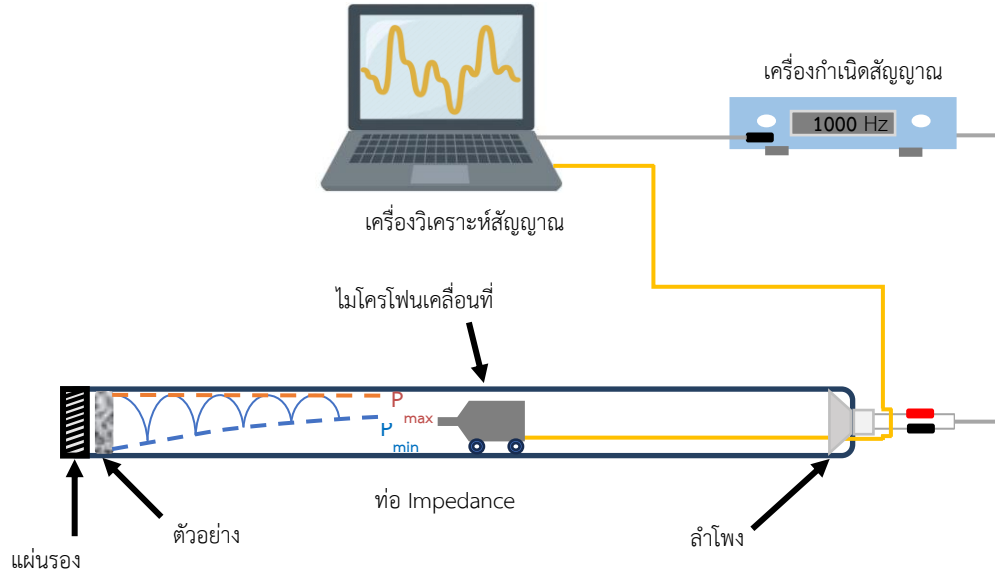 เครื่องกำเนิดสัญญาณ
1000 Hz
เครื่องวิเคราะห์สัญญาณ
ไมโครโฟนเคลื่อนที่
P max
P min
ท่อ Impedance
ตัวอย่าง
ลำโพง
แผ่นรอง